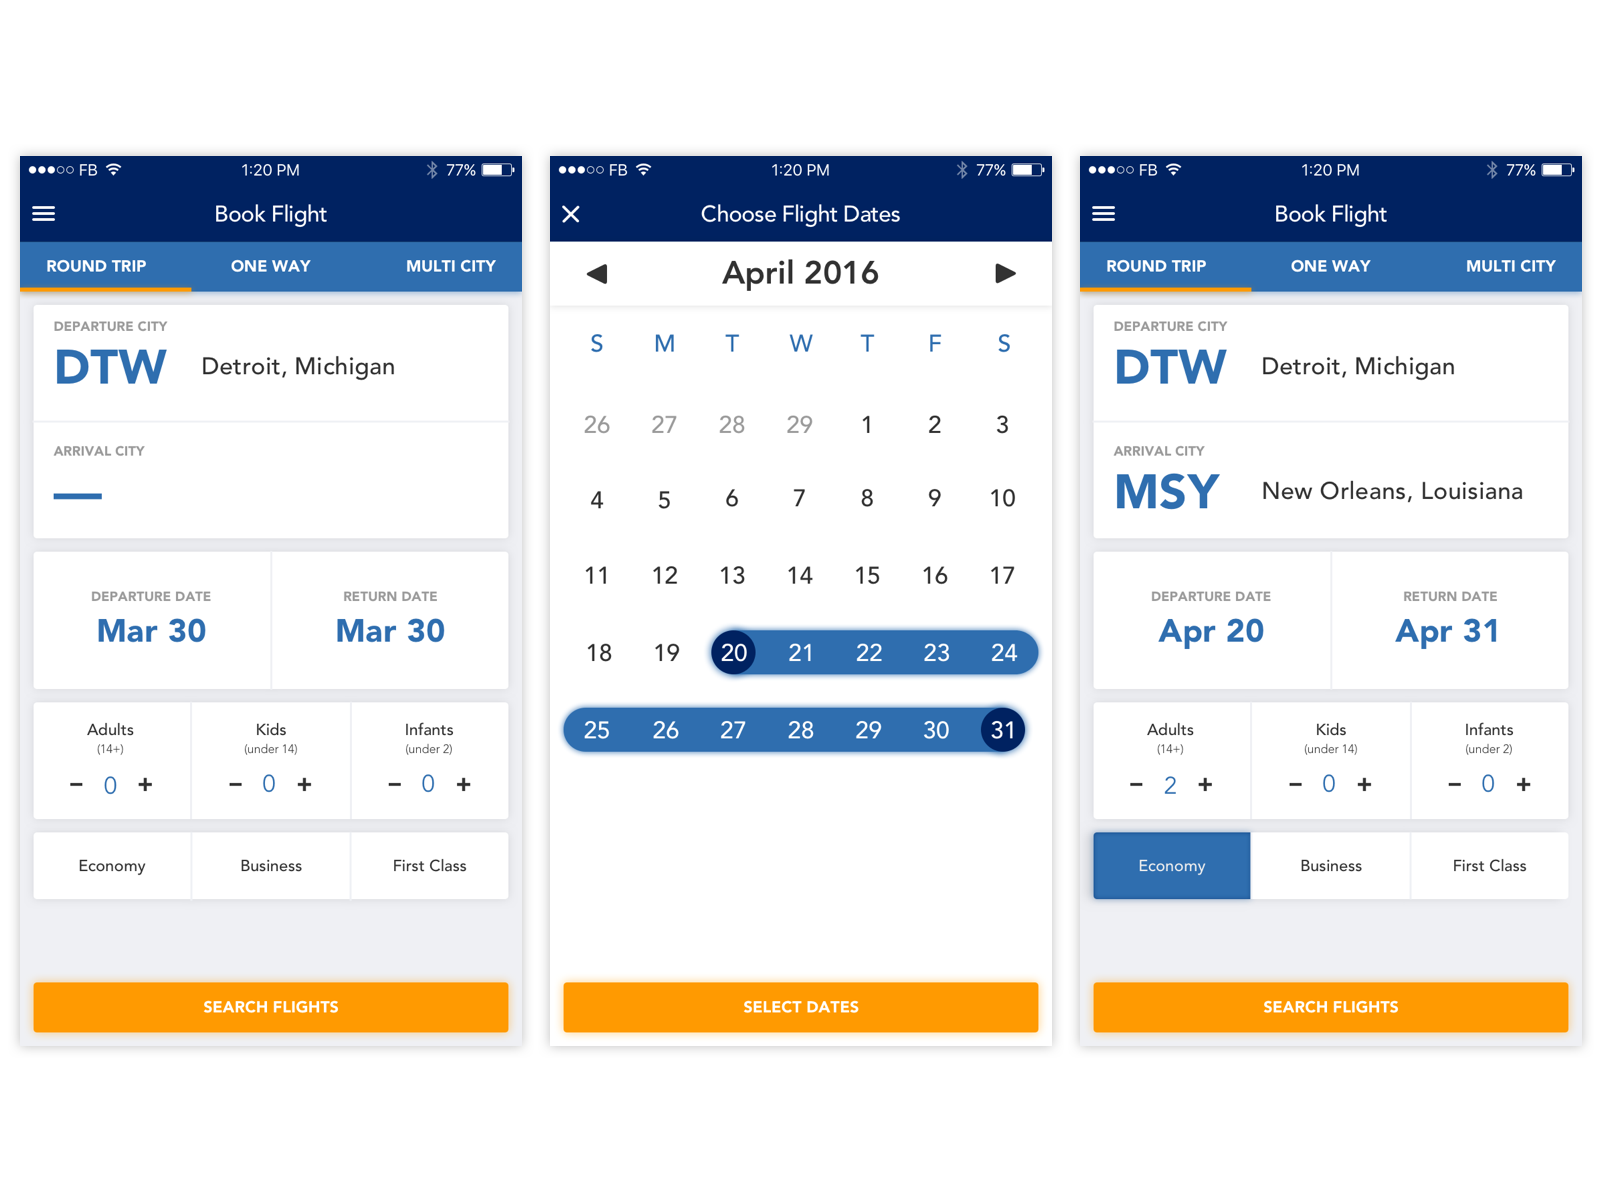 FB 1:20 PM 77%
Book Flight
ROUND TRIP ONE WAY MULTI CITY
DEPARTURE CITY
DTW Detroit, Michigan
ARRIVAL CITY
DEPARTURE DATE RETURN DATE
Mar 30 Mar 30
Adults Kids Infants
(14+) (under 14) (under 2)
− 0 + − 0 + − 0 +
Economy Business First Class
SEARCH FLIGHTS
FB 1:20 PM 77%
Choose Flight Dates
April 2016
S M T W T F S
26 27 28 29 1 2 3
4 5 6 7 8 9 10
11 12 13 14 15 16 17
18 19 20 21 22 23 24
25 26 27 28 29 30 31
SELECT DATES
FB 1:20 PM 77%
Book Flight
ROUND TRIP ONE WAY MULTI CITY
DEPARTURE CITY
DTW Detroit, Michigan
ARRIVAL CITY
MSY New Orleans, Louisiana
DEPARTURE DATE RETURN DATE
Apr 20 Apr 31
Adults Kids Infants
(14+) (under 14) (under 2)
− 2 + − 0 + − 0 +
Economy Business First Class
SEARCH FLIGHTS